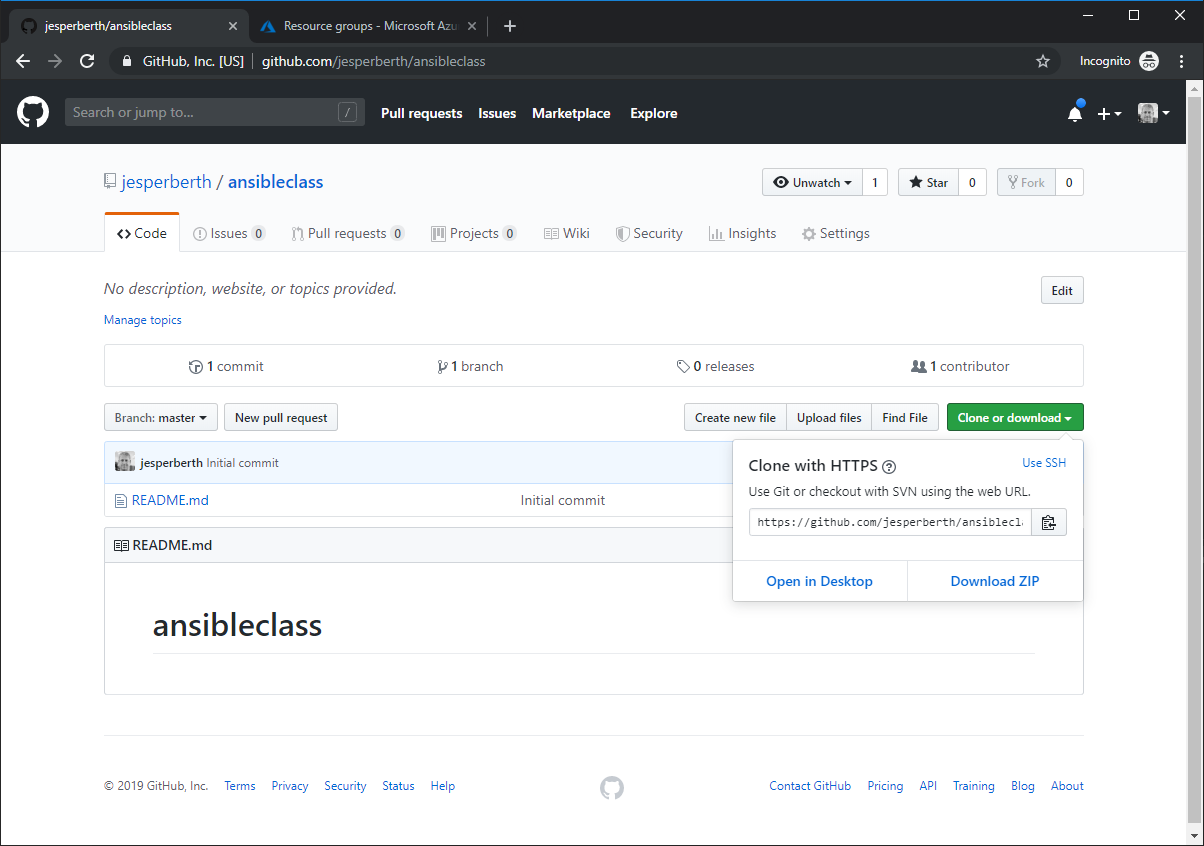 jesperberth/ansibleclass
Resource groups - Microsoft Azu
GitHub, Inc. [US] github.com/jesperberth/ansibleclass
Incognito
Search or jump to... /
Pull requests Issues Marketplace Explore
jesperberth / ansibleclass
Unwatch 1 Star 0 Fork 0
Code Issues 0 Pull requests 0 Projects 0 Wiki Security Insights Settings
No description, website, or topics provided.
Edit
Manage topics
1 commit 1 branch 0 releases 1 contributor
Branch: master New pull request Create new file Upload files Find File Clone or download
jesperberth Initial commit
README.md Initial commit
Clone with HTTPS ? Use SSH
Use Git or checkout with SVN using the web URL.
https://github.com/jesperberth/ansiblecl
Open in Desktop Download ZIP
README.md
ansibleclass
© 2019 GitHub, Inc. Terms Privacy Security Status Help
Contact GitHub Pricing API Training Blog About